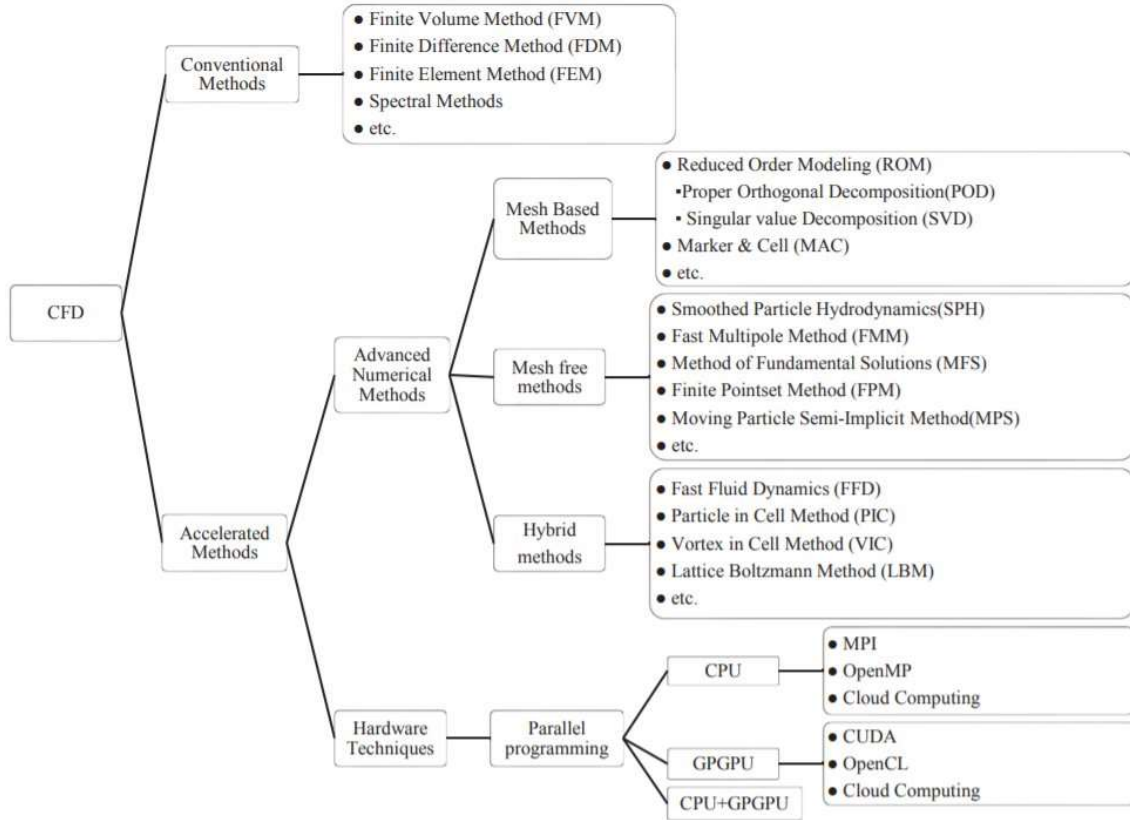 ● Finite Volume Method (FVM)
● Finite Difference Method (FDM)
● Finite Element Method (FEM)
● Spectral Methods
● etc.
Conventional
Methods
● Reduced Order Modeling (ROM)
▪Proper Orthogonal Decomposition(POD)
▪ Singular value Decomposition (SVD)
● Marker & Cell (MAC)
● etc.
Mesh Based
Methods
CFD
● Smoothed Particle Hydrodynamics(SPH)
● Fast Multipole Method (FMM)
● Method of Fundamental Solutions (MFS)
● Finite Pointset Method (FPM)
● Moving Particle Semi-Implicit Method(MPS)
● etc.
Advanced
Numerical
Methods
Mesh free
methods
● Fast Fluid Dynamics (FFD)
● Particle in Cell Method (PIC)
● Vortex in Cell Method (VIC)
● Lattice Boltzmann Method (LBM)
● etc.
Accelerated
Methods
Hybrid
methods
CPU
● MPI
● OpenMP
● Cloud Computing
Hardware
Techniques
Parallel
programming
GPGPU
● CUDA
● OpenCL
● Cloud Computing
CPU+GPGPU